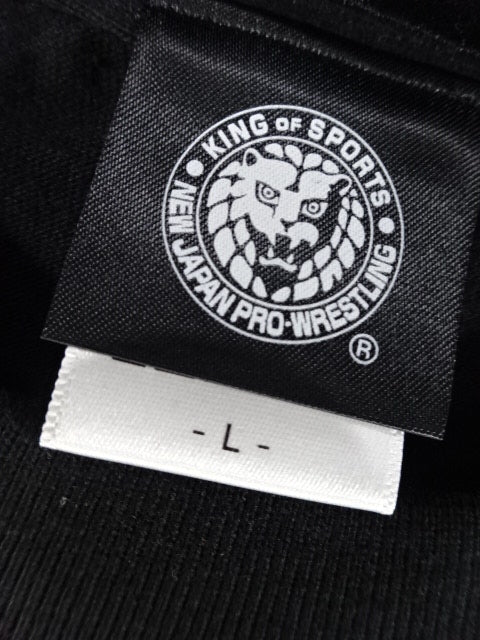 KING OF SPORTS
NEW JAPAN PRO-WRESTLING
®
- L -